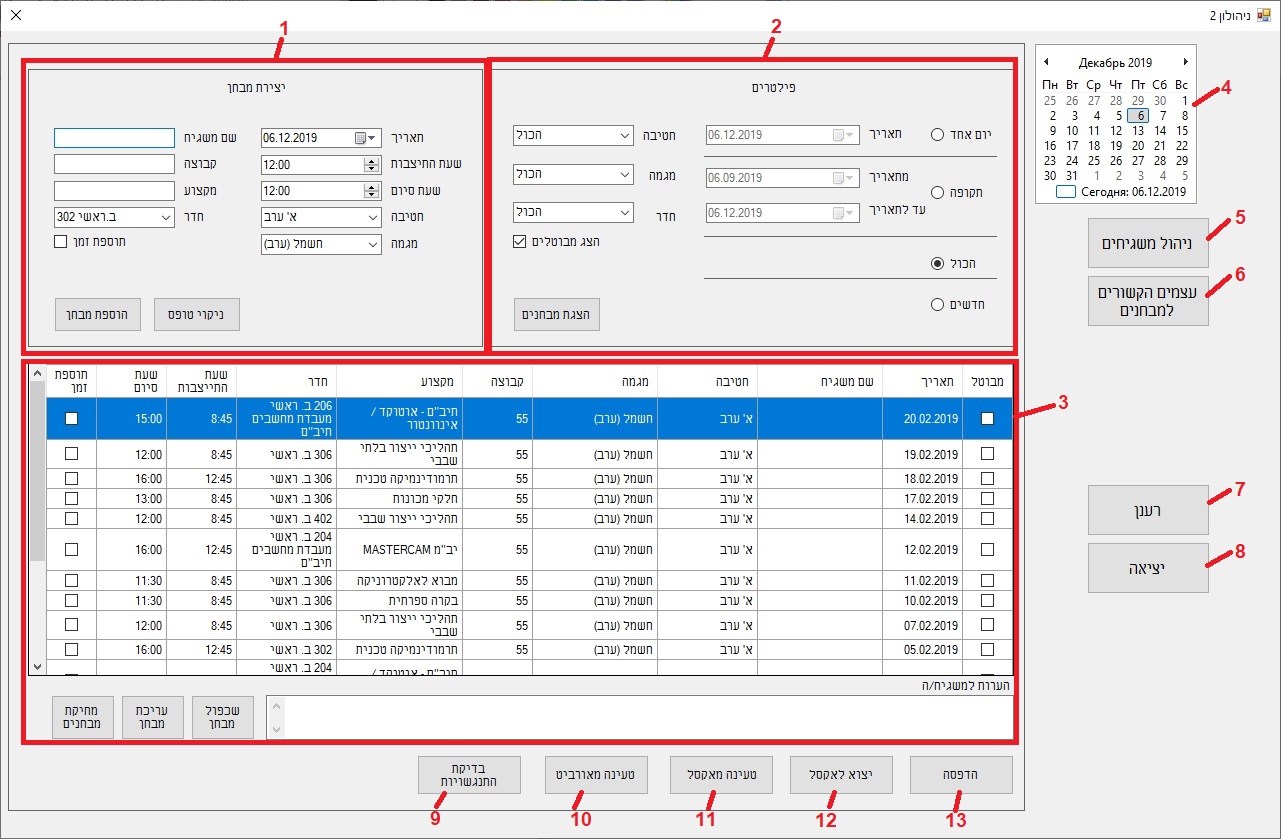 ניהולון 2
1
2
יצירת מבחן
פילטרים
תאריך 06.12.2019 שם משגיח
שעת התיצבות 12:00 קבוצה
שעת סיום 12:00 מקצוע
חטיבה א' ערב חדר 302 ב.ראשי
מגמה חשמל (ערב) תוספת זמן
ניקוי טופס הוספת מבחן
יום אחד תאריך 06.12.2019 חטיבה הכול
תקופה מתאריך 06.09.2019 מגמה הכול
עד לתאריך 06.12.2019 חדר הכול
הצג מבוטלים
הכול
חדשים
הצגת מבחנים
Декабрь 2019
Пн Вт Ср Чт Пт Сб Вс
25 26 27 28 29 30 1
2 3 4 5 6 7 8
9 10 11 12 13 14 15
16 17 18 19 20 21 22
23 24 25 26 27 28 29
30 31 1 2 3 4 5
Сегодня: 06.12.2019
4
ניהול משגיחים
5
עצמים הקשורים
למבחנים
6
רענן
7
יציאה
8
3
מבוטל תאריך שם משגיח חטיבה מגמה קבוצה מקצוע חדר שעת התייצבות שעת סיום תוספת זמן
20.02.2019 א' ערב חשמל (ערב) 55 תיב"ם - אוטוקד / אינוונטור 206 ב. ראשי מעבדת מחשבים תיב"ם 8:45 15:00
19.02.2019 א' ערב חשמל (ערב) 55 תהליכי ייצור בלתי שבבי 306 ב. ראשי 8:45 12:00
18.02.2019 א' ערב חשמל (ערב) 55 תרמודינמיקה טכנית 306 ב. ראשי 12:45 16:00
17.02.2019 א' ערב חשמל (ערב) 55 חלקי מכונות 306 ב. ראשי 8:45 13:00
14.02.2019 א' ערב חשמל (ערב) 55 תהליכי ייצור שבבי 402 ב. ראשי 8:45 12:00
12.02.2019 א' ערב חשמל (ערב) 55 יב"מ MASTERCAM 204 ב. ראשי מעבדת מחשבים תיב"ם 12:45 16:00
11.02.2019 א' ערב חשמל (ערב) 55 מבוא לאלקטרוניקה 306 ב. ראשי 8:45 11:30
10.02.2019 א' ערב חשמל (ערב) 55 בקרה ספרתית 306 ב. ראשי 8:45 11:30
07.02.2019 א' ערב חשמל (ערב) 55 תהליכי ייצור בלתי שבבי 306 ב. ראשי 8:45 12:00
05.02.2019 א' ערב חשמל (ערב) 55 תרמודינמיקה טכנית 302 ב. ראשי 12:45 16:00
204 ב. ראשי
הערות למשגיח/ה
שכפול מבחן
עריכת מבחן
מחיקת מבחנים
הדפסה
יצוא לאקסל
טעינה מאקסל
טעינה מאורביט
בדיקת התנגשויות
13
12
11
10
9